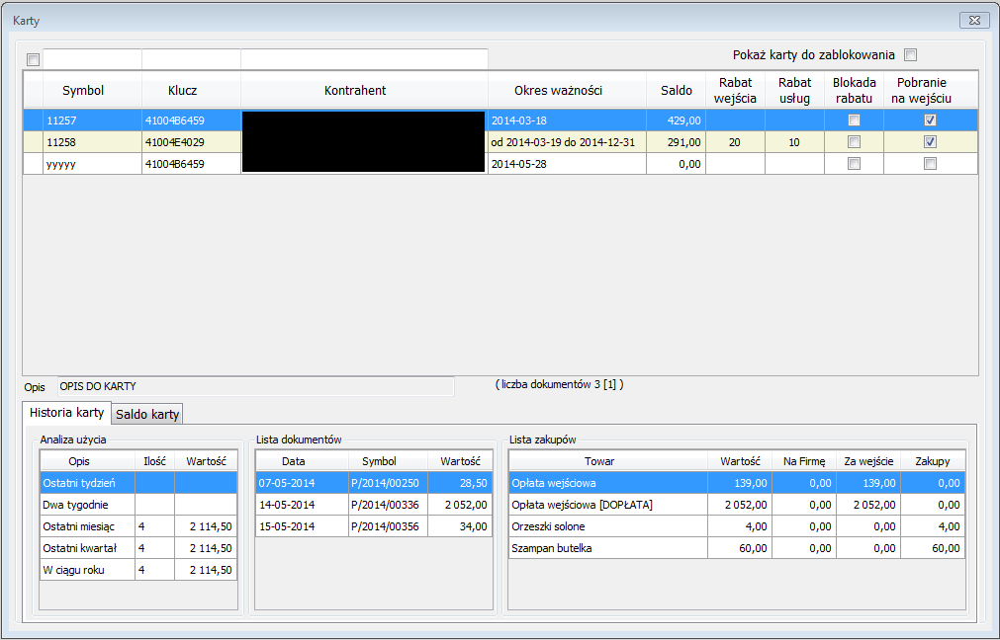 Karty
Pokaż karty do zablokowania
Symbol Klucz Kontrahent Okres ważności Saldo Rabat wejścia Rabat usług Blokada rabatu Pobranie na wejściu
11257 41004B6459 2014-03-18 429,00
11258 41004E4029 od 2014-03-19 do 2014-12-31 291,00 20 10
yyyyy 41004B6459 2014-05-28 0,00
Opis OPIS DO KARTY ( liczba dokumentów 3 [1] )
Historia karty Saldo karty
Analiza użycia
Opis Ilość Wartość
Ostatni tydzień
Dwa tygodnie
Ostatni miesiąc 4 2 114,50
Ostatni kwartał 4 2 114,50
W ciągu roku 4 2 114,50
Lista dokumentów
Data Symbol Wartość
07-05-2014 P/2014/00250 28,50
14-05-2014 P/2014/00336 2 052,00
15-05-2014 P/2014/00356 34,00
Lista zakupów
Towar Wartość Na Firmę Za wejście Zakupy
Opłata wejściowa 139,00 0,00 139,00 0,00
Opłata wejściowa [DOPŁATA] 2 052,00 0,00 2 052,00 0,00
Orzeszki solone 4,00 0,00 0,00 4,00
Szampan butelka 60,00 0,00 0,00 60,00